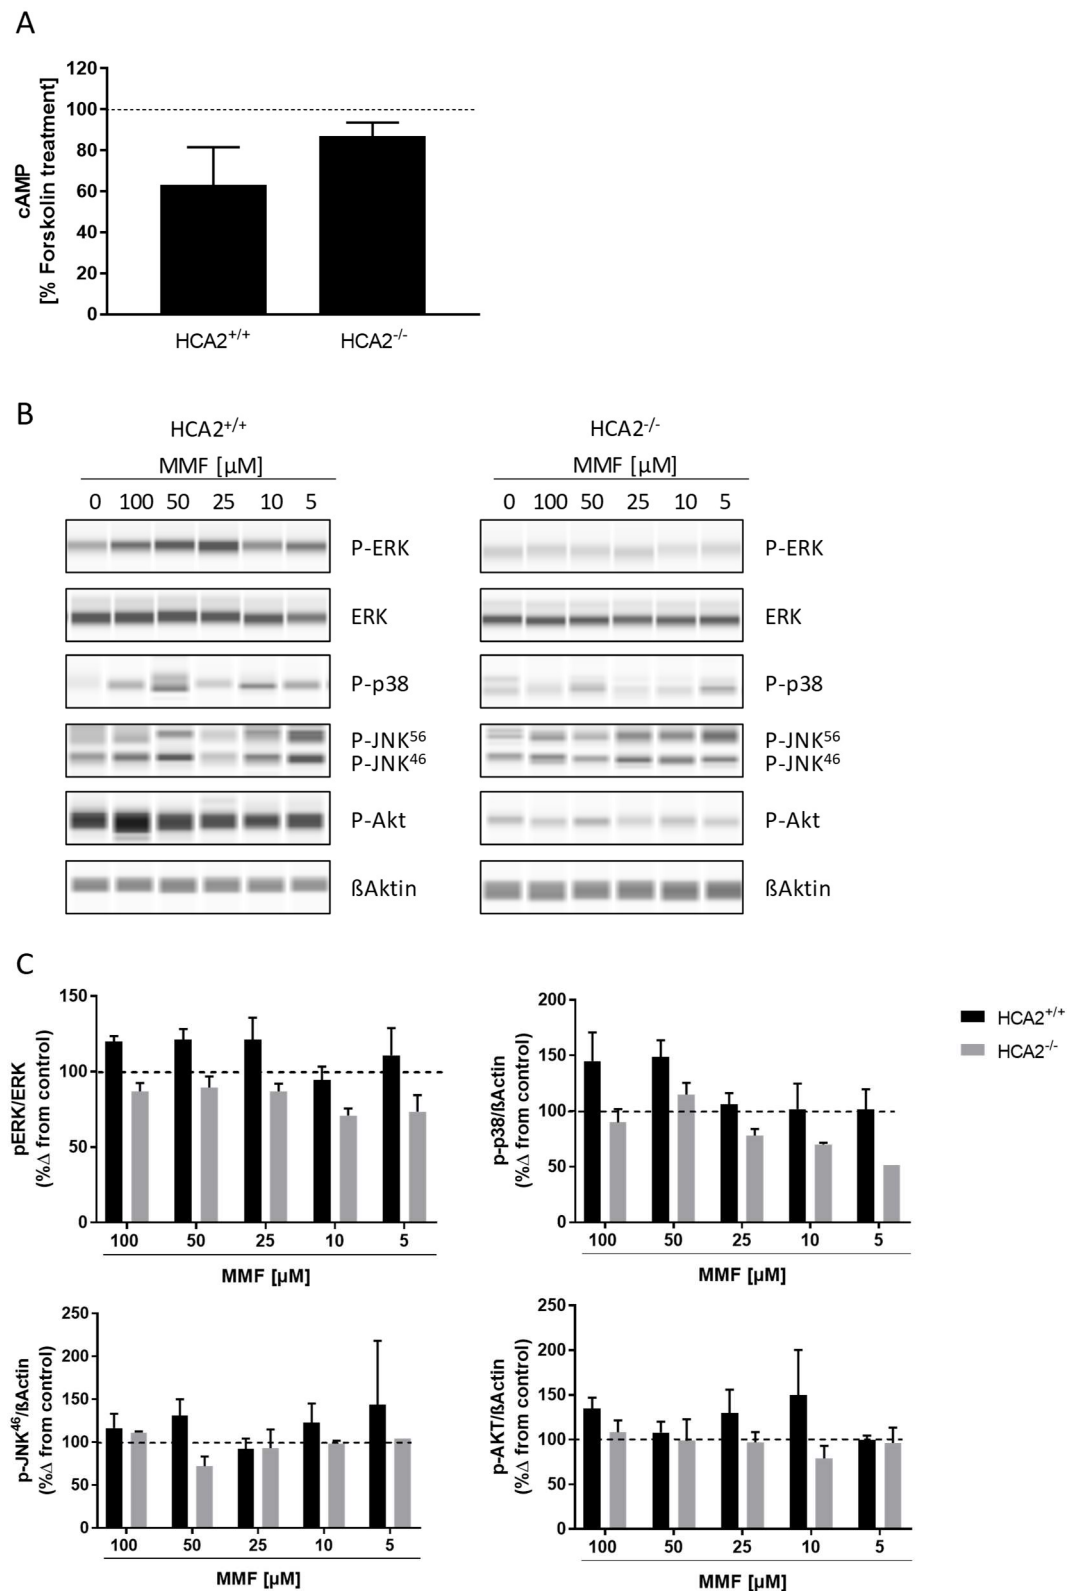 A
120
100
80
60
40
20
0
cAMP
[% Forskolin treatment]
HCA2+/+ HCA2-/-
B
HCA2+/+ HCA2-/-
MMF [µM] MMF [µM]
0 100 50 25 10 5 0 100 50 25 10 5
P-ERK P-ERK
ERK ERK
P-p38 P-p38
P-JNK56 P-JNK56
P-JNK46 P-JNK46
P-Akt P-Akt
ßAktin ßAktin
C
150
100
50
0
pERK/ERK
(%Δ from control)
100 50 25 10 5
MMF [µM]
200
150
100
50
0
p-p38/ßActin
(%Δ from control)
100 50 25 10 5
MMF [µM]
HCA2+/+
HCA2-/-
250
200
150
100
50
0
p-JNK46/ßActin
(%Δ from control)
100 50 25 10 5
MMF [µM]
250
200
150
100
50
0
p-AKT/ßActin
(%Δ from control)
100 50 25 10 5
MMF [µM]